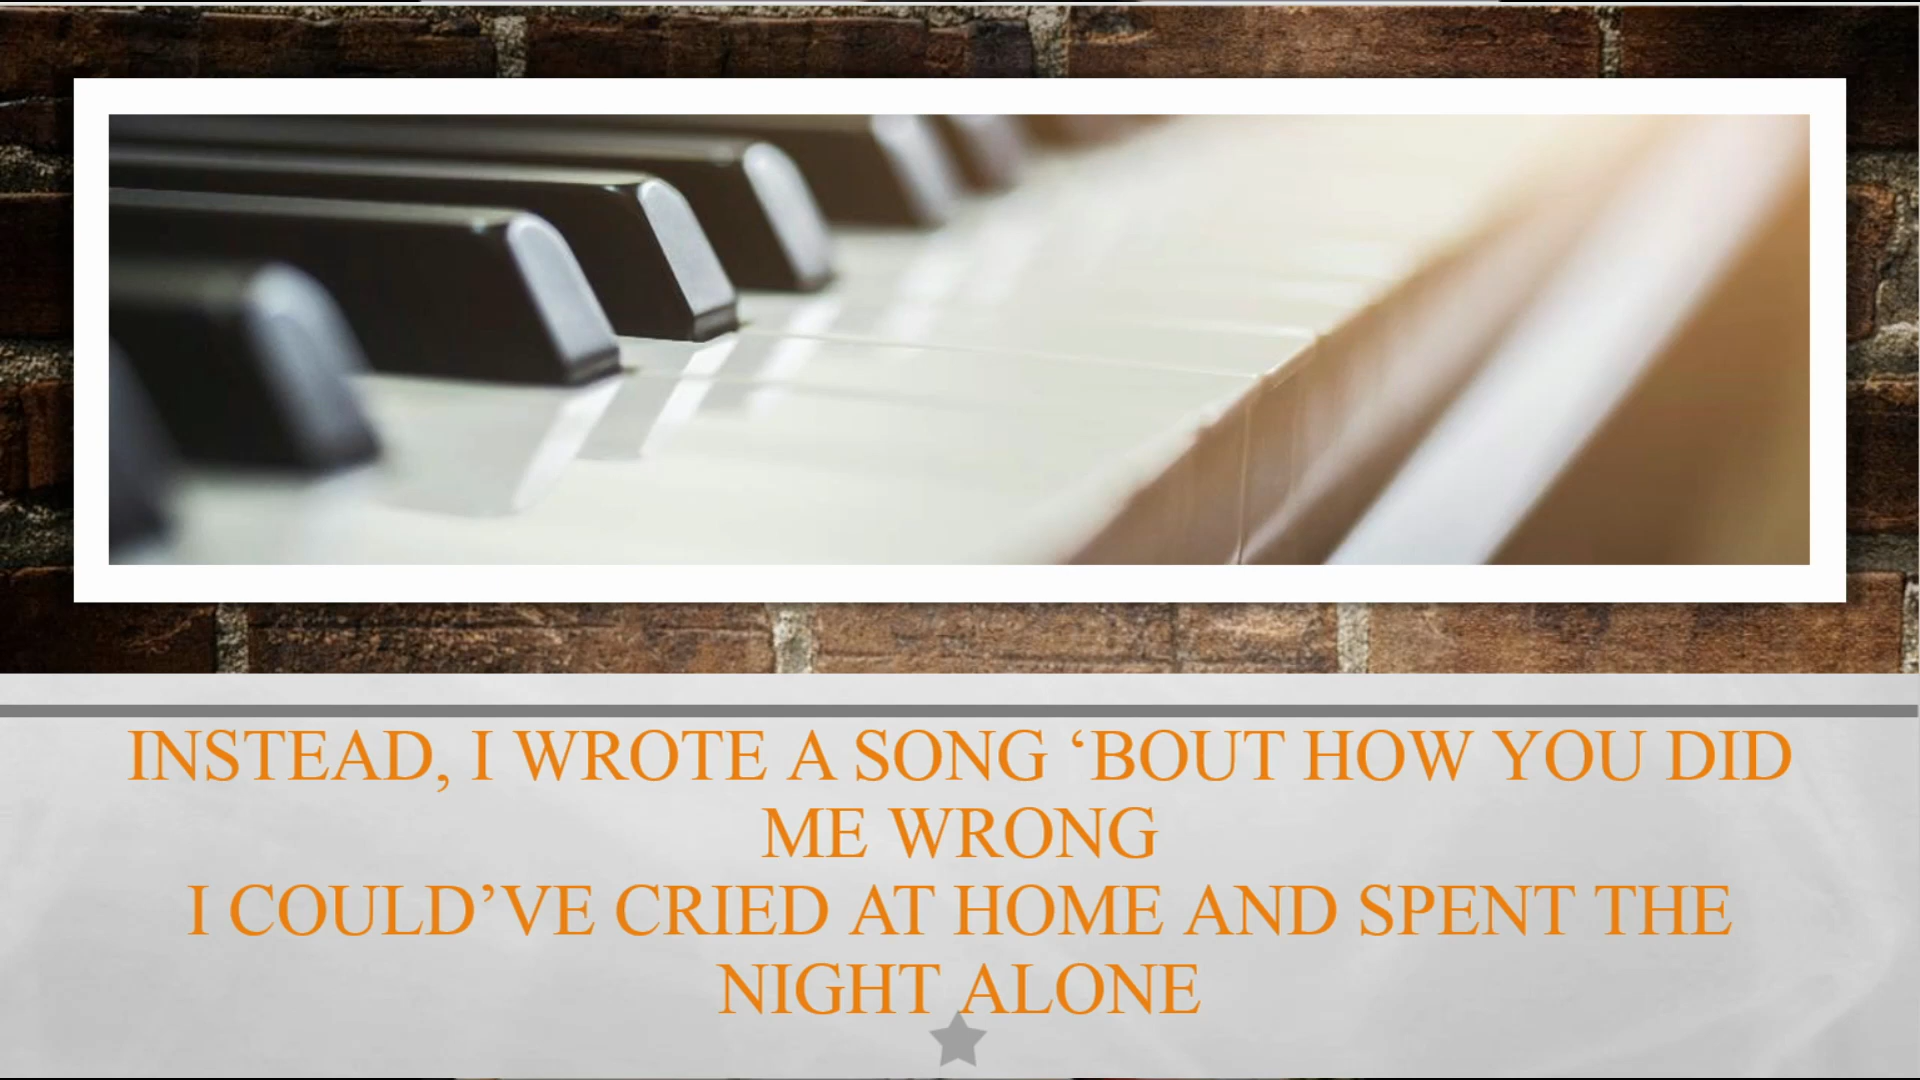 INSTEAD, I WROTE A SONG ‘BOUT HOW YOU DID
ME WRONG
I COULD’VE CRIED AT HOME AND SPENT THE
NIGHT ALONE